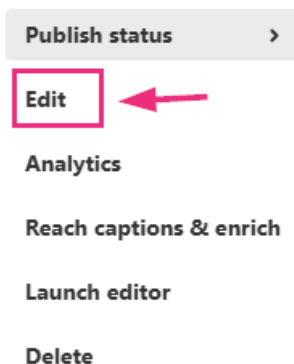 Publish status
Edit
Analytics
Reach captions & enrich
Launch editor
Delete